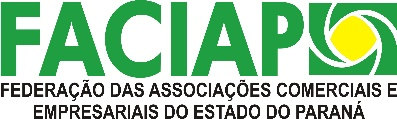 FACIAP
FEDERAÇÃO DAS ASSOCIAÇÕES COMERCIAIS E
EMPRESARIAIS DO ESTADO DO PARANÁ